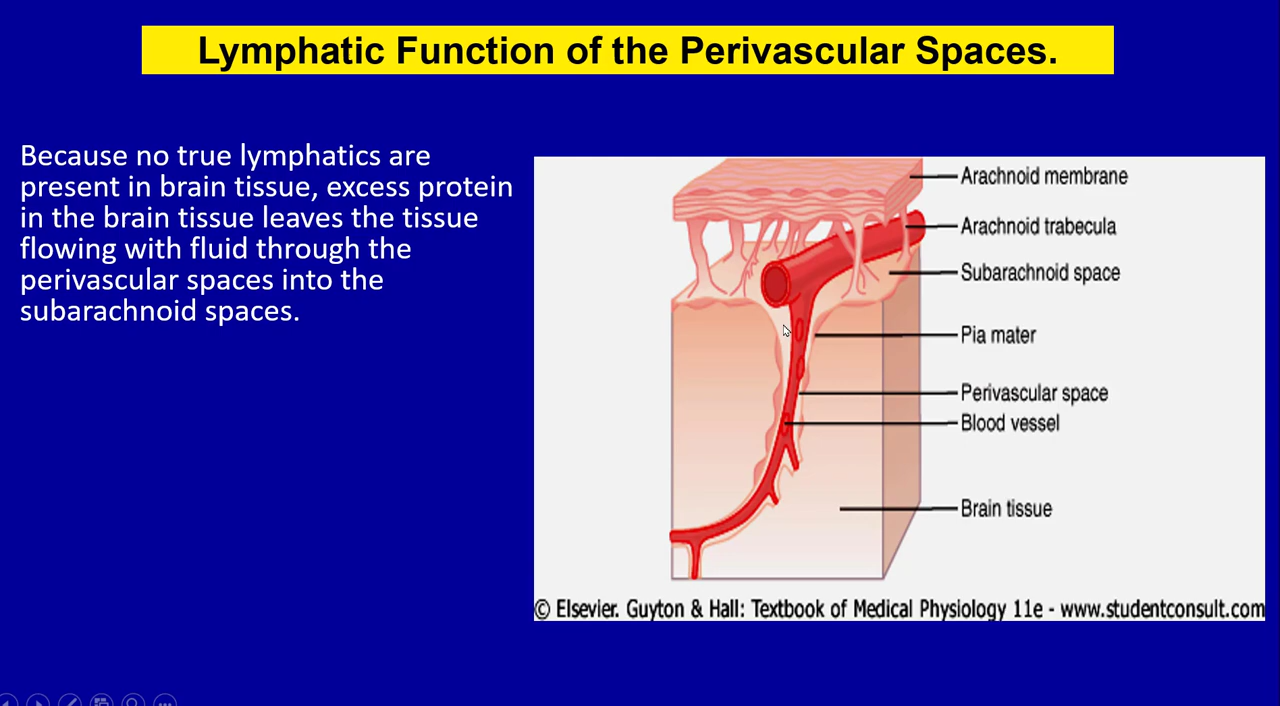 Lymphatic Function of the Perivascular Spaces.
Because no true lymphatics are
present in brain tissue, excess protein
in the brain tissue leaves the tissue
flowing with fluid through the
perivascular spaces into the
subarachnoid spaces.
Arachnoid membrane
Arachnoid trabecula
Subarachnoid space
Pia mater
Perivascular space
Blood vessel
Brain tissue
© Elsevier. Guyton & Hall: Textbook of Medical Physiology 11e - www.studentconsult.com